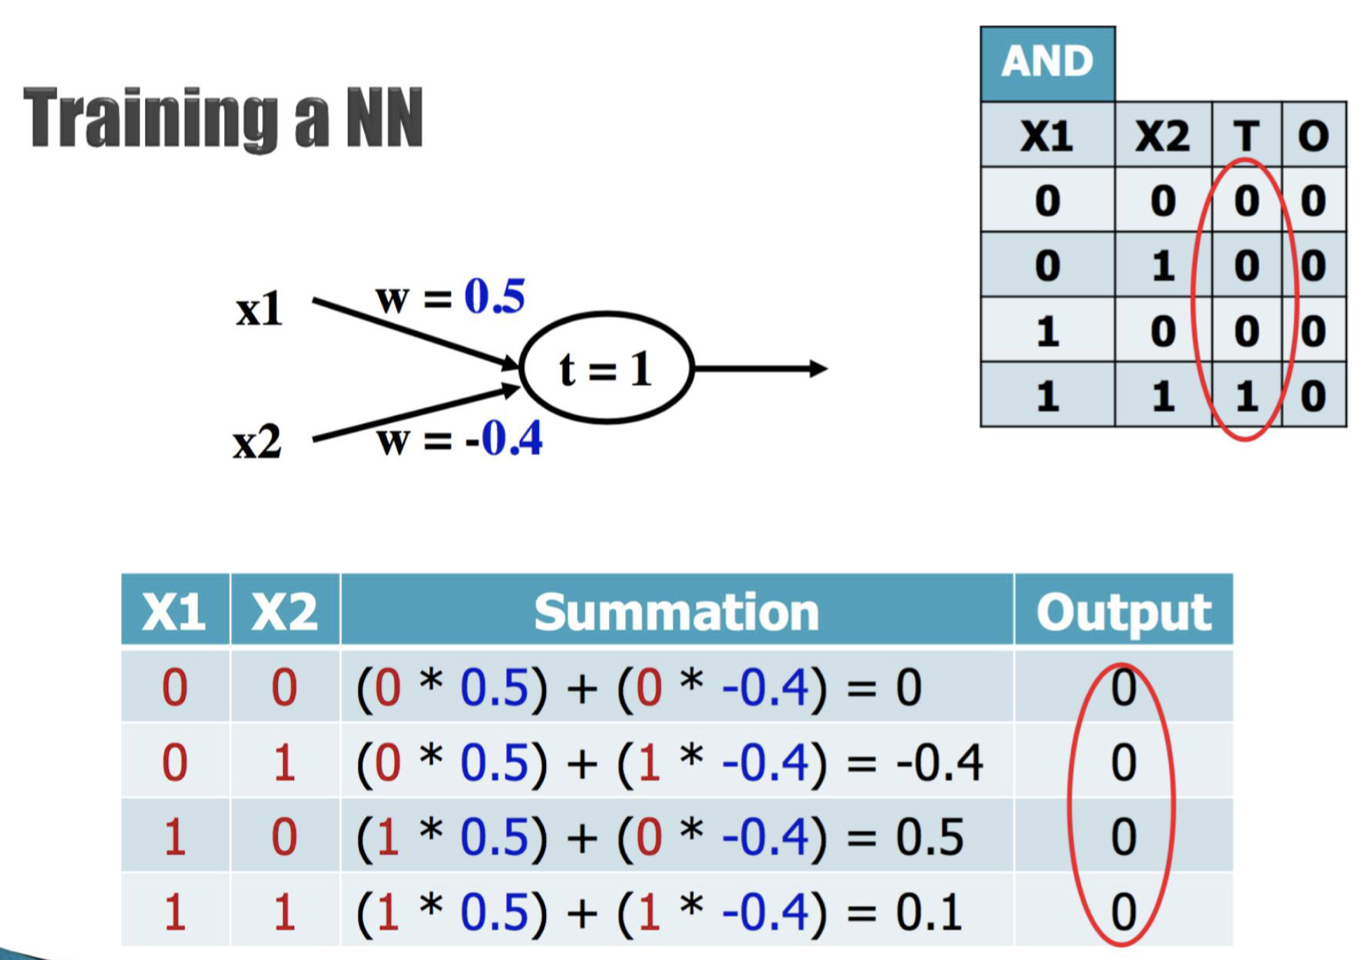 Training a NN
AND
X1 X2 T O
0 0 0 0
0 1 0 0
1 0 0 0
1 1 1 0
x1
w = 0.5
t = 1
x2
w = -0.4
X1 X2 Summation Output
0 0 (0 * 0.5) + (0 * -0.4) = 0 0
0 1 (0 * 0.5) + (1 * -0.4) = -0.4 0
1 0 (1 * 0.5) + (0 * -0.4) = 0.5 0
1 1 (1 * 0.5) + (1 * -0.4) = 0.1 0